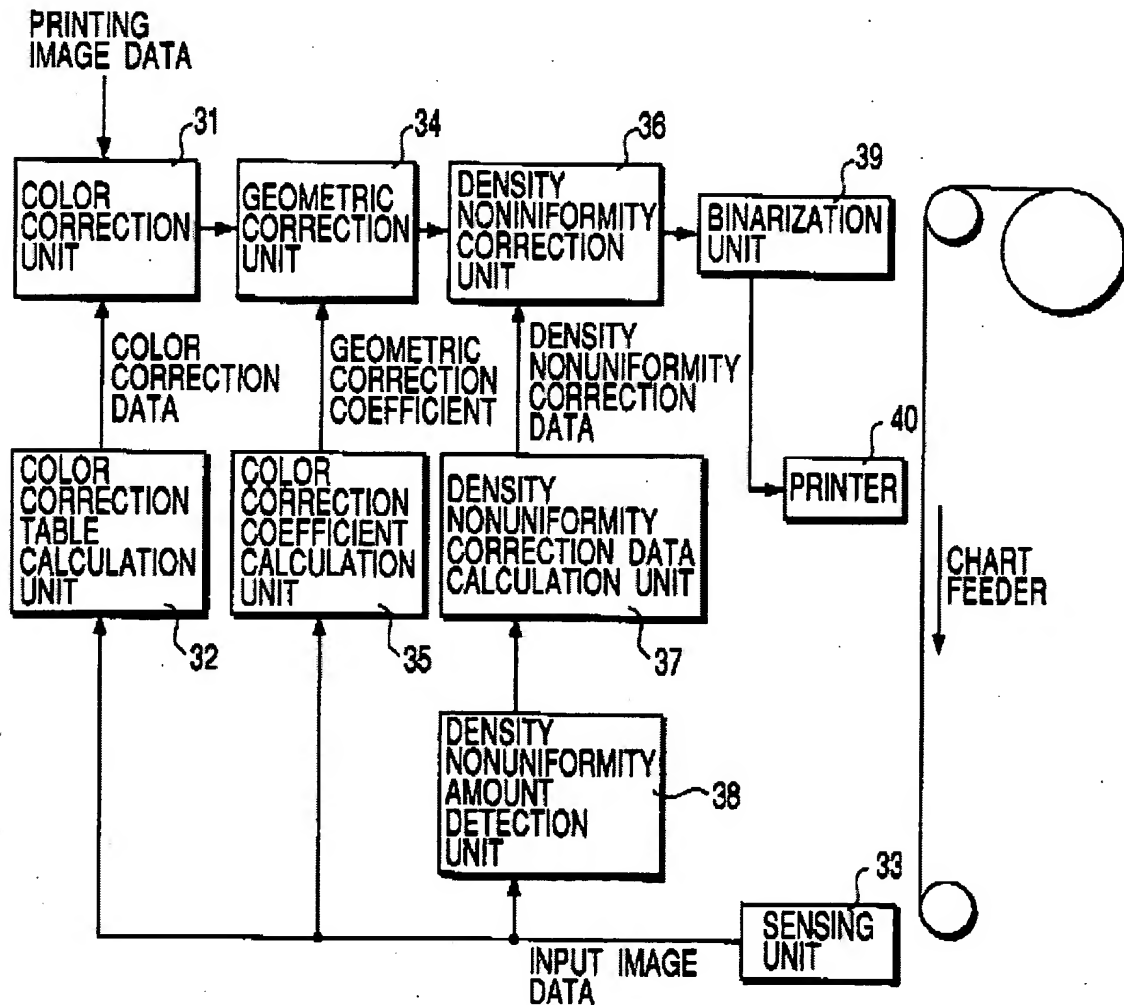 PRINTING
IMAGE DATA
31
COLOR
CORRECTION
UNIT
34
GEOMETRIC
CORRECTION
UNIT
36
DENSITY
NONINIFORMITY
CORRECTION
UNIT
39
BINARIZATION
UNIT
COLOR
CORRECTION
DATA
GEOMETRIC
CORRECTION
COEFFICIENT
DENSITY
NONUNIFORMITY
CORRECTION
DATA
40
PRINTER
COLOR
CORRECTION
TABLE
CALCULATION
UNIT
32
COLOR
CORRECTION
COEFFICIENT
CALCULATION
UNIT
35
DENSITY
NONUNIFORMITY
CORRECTION DATA
CALCULATION UNIT
37
CHART
FEEDER
DENSITY
NONUNIFORMITY
AMOUNT
DETECTION
UNIT
38
33
SENSING
UNIT
INPUT IMAGE
DATA